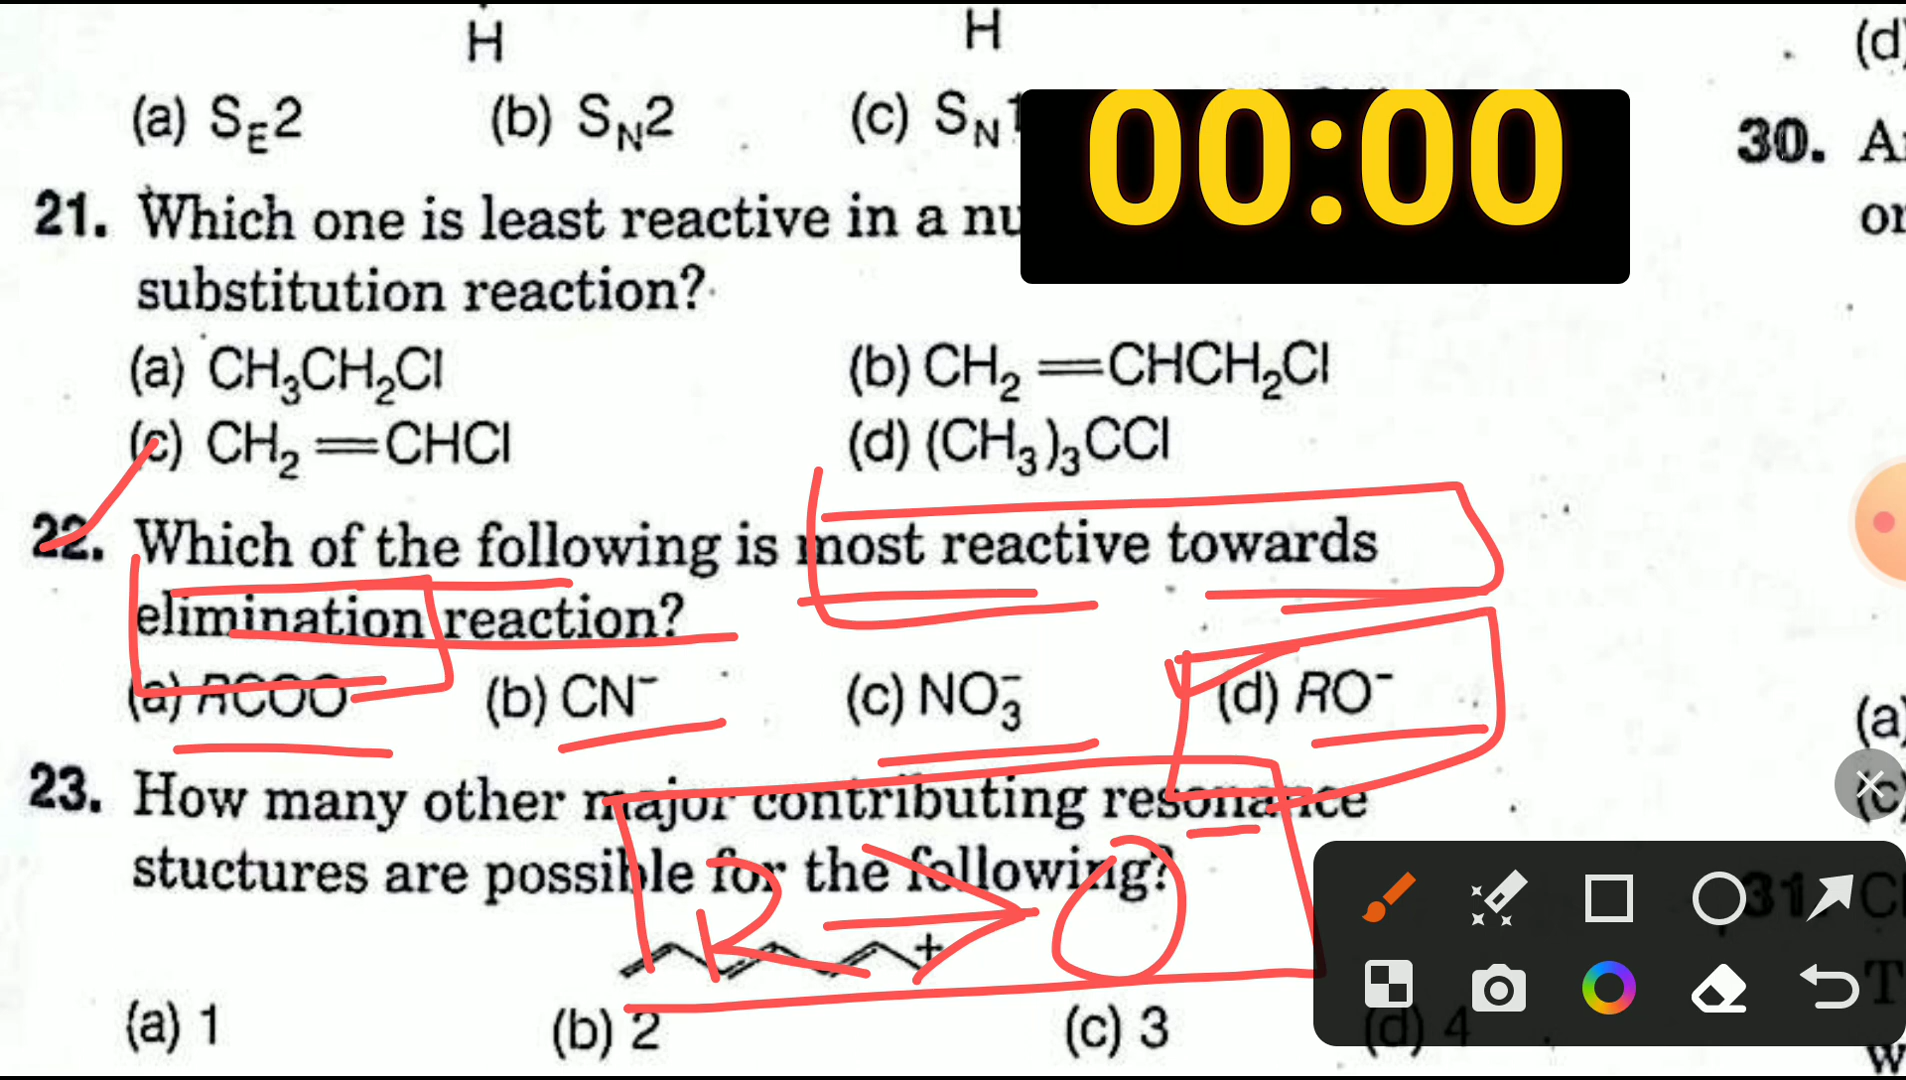 H H
(d)
(a) SE2 (b) SN2 (c) SN1
00:00
30.
21. Which one is least reactive in a nu
or
substitution reaction?
(a) CH3CH2Cl (b) CH2=CHCH2Cl
(c) CH2=CHCl (d) (CH3)3CCl
22. Which of the following is most reactive towards
elimination reaction?
(a) RCOO⁻ (b) CN⁻ (c) NO3⁻ (d) RO⁻
(a)
23. How many other major contributing resonance
(c)
stuctures are possible for the following?
R > O
31.
+
(a) 1 (b) 2 (c) 3 (d) 4